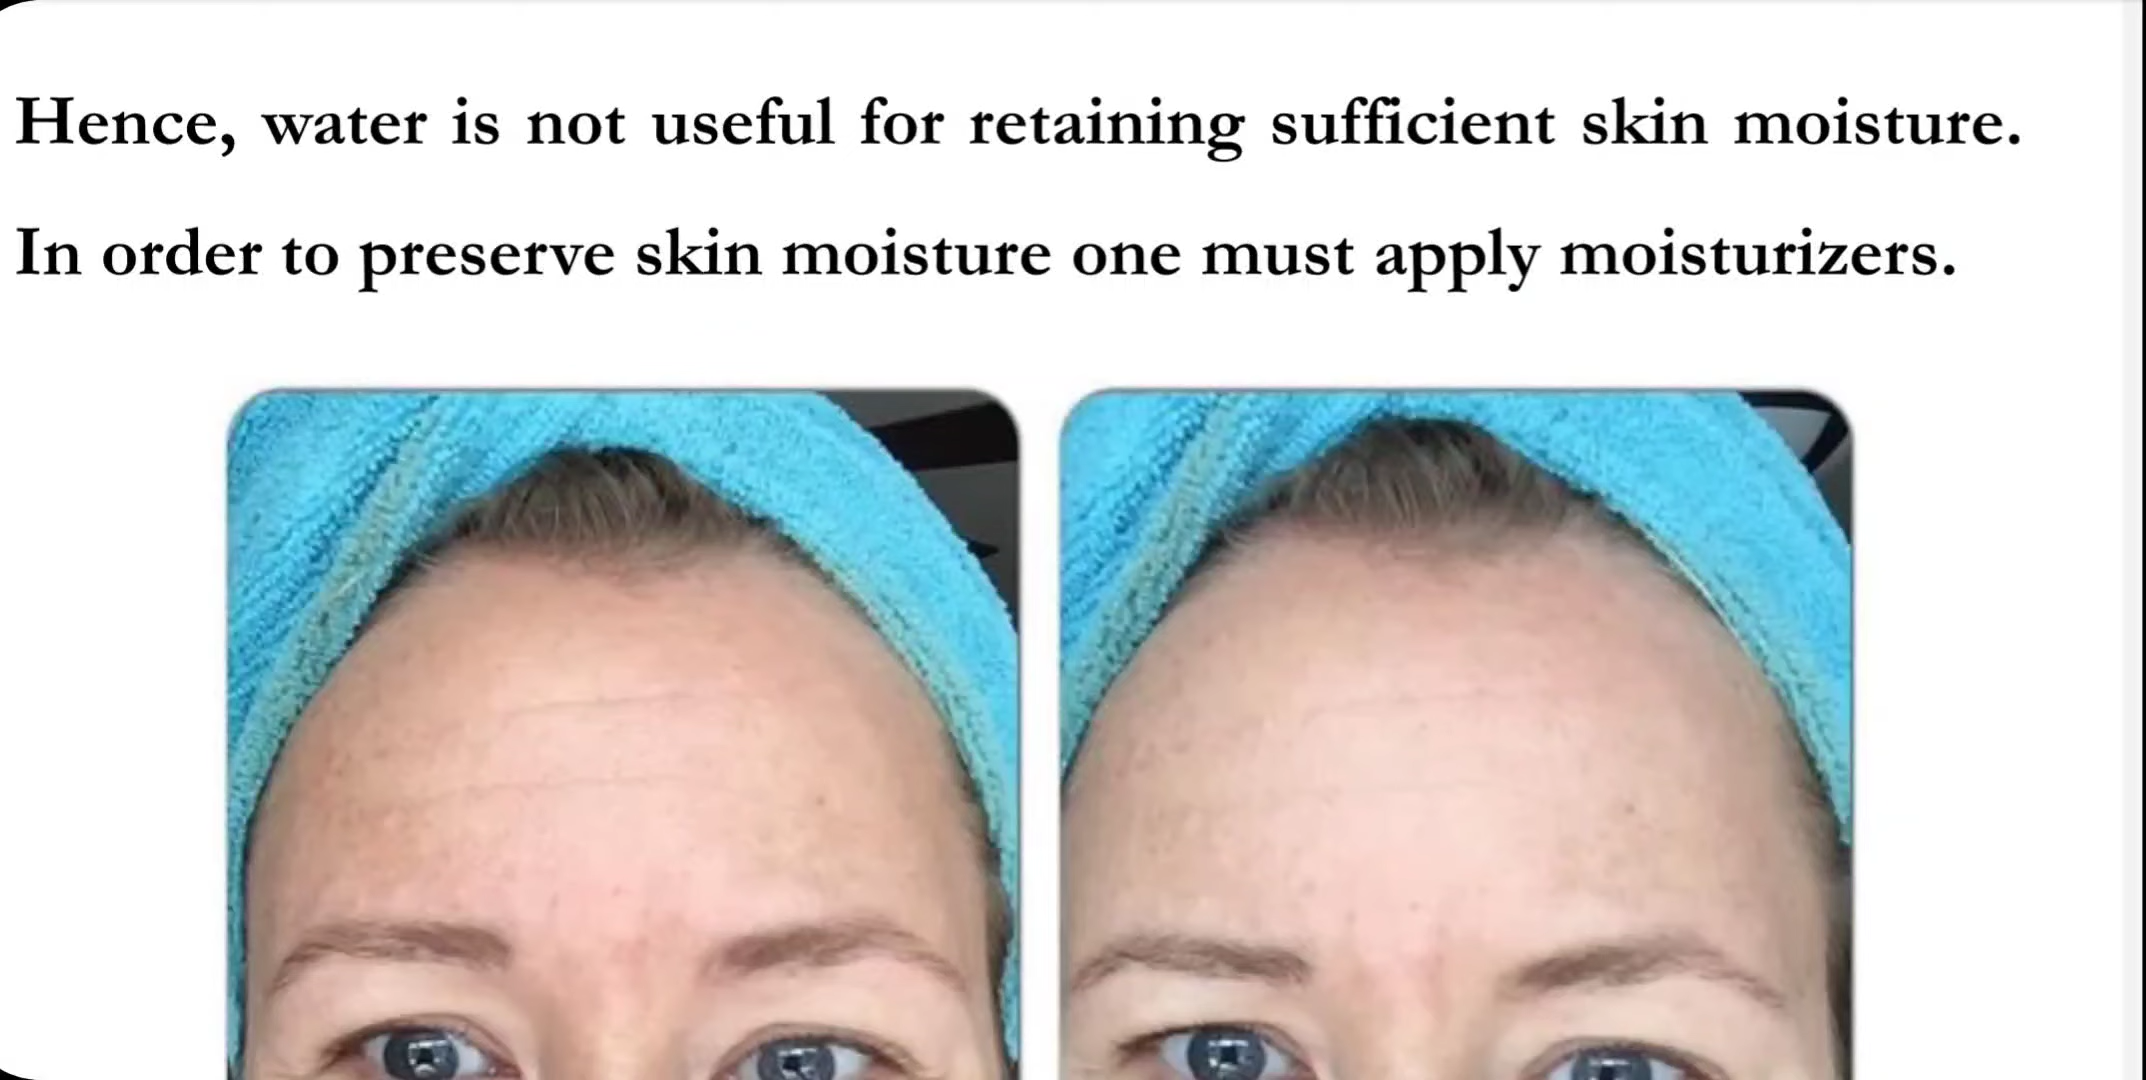 Hence, water is not useful for retaining sufficient skin moisture.
In order to preserve skin moisture one must apply moisturizers.